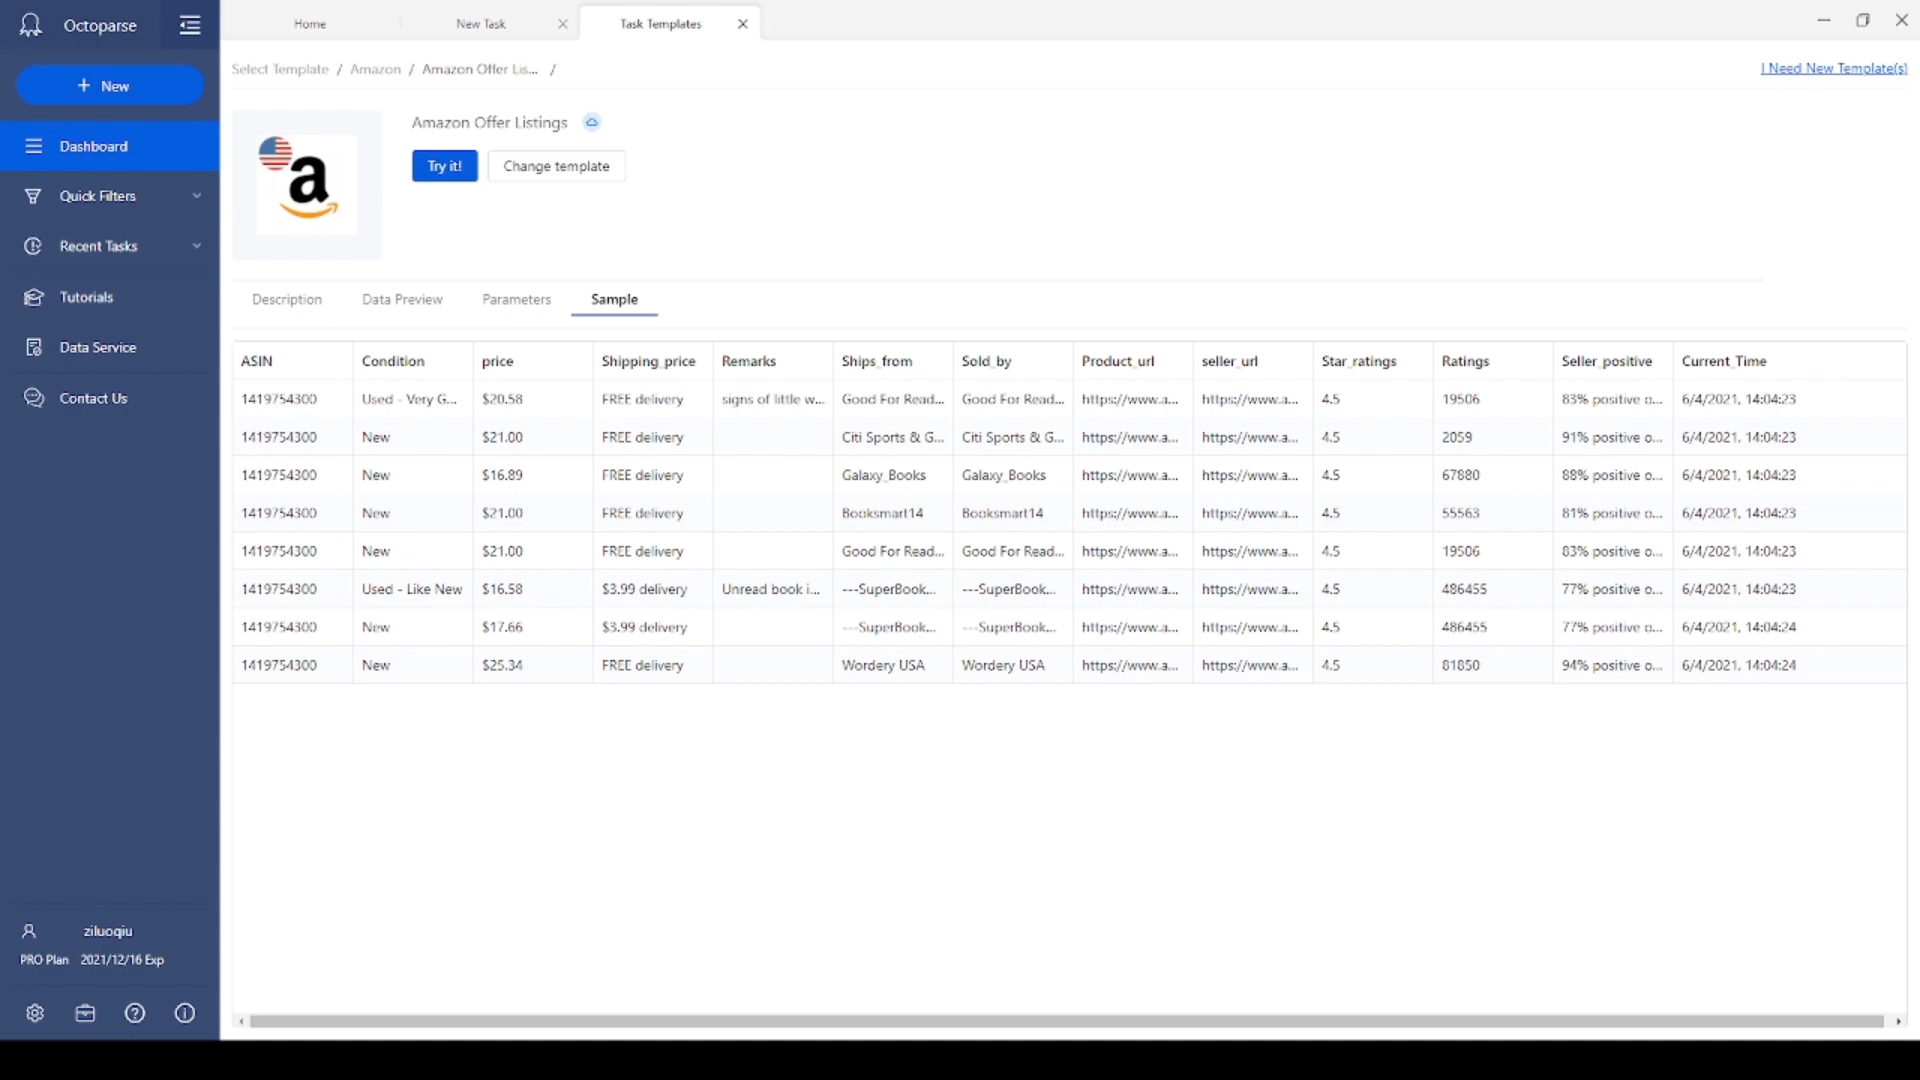 Octoparse
Home
New Task
Task Templates
New
Dashboard
Quick Filters
Recent Tasks
Tutorials
Data Service
Contact Us
ziluoqiu
PRO Plan 2021/12/16 Exp
Select Template / Amazon / Amazon Offer Lis... /
I Need New Template(s)
a
Amazon Offer Listings
Try it! Change template
Description Data Preview Parameters Sample
ASIN Condition price Shipping_price Remarks Ships_from Sold_by Product_url seller_url Star_ratings Ratings Seller_positive Current_Time
1419754300 Used - Very G... $20.58 FREE delivery signs of little w... Good For Read... Good For Read... https://www.a... https://www.a... 4.5 19506 83% positive o... 6/4/2021, 14:04:23
1419754300 New $21.00 FREE delivery Citi Sports & G... Citi Sports & G... https://www.a... https://www.a... 4.5 2059 91% positive o... 6/4/2021, 14:04:23
1419754300 New $16.89 FREE delivery Galaxy_Books Galaxy_Books https://www.a... https://www.a... 4.5 67880 88% positive o... 6/4/2021, 14:04:23
1419754300 New $21.00 FREE delivery Booksmart14 Booksmart14 https://www.a... https://www.a... 4.5 55563 81% positive o... 6/4/2021, 14:04:23
1419754300 New $21.00 FREE delivery Good For Read... Good For Read... https://www.a... https://www.a... 4.5 19506 83% positive o... 6/4/2021, 14:04:23
1419754300 Used - Like New $16.58 $3.99 delivery Unread book i... ---SuperBook... ---SuperBook... https://www.a... https://www.a... 4.5 486455 77% positive o... 6/4/2021, 14:04:23
1419754300 New $17.66 $3.99 delivery ---SuperBook... ---SuperBook... https://www.a... https://www.a... 4.5 486455 77% positive o... 6/4/2021, 14:04:24
1419754300 New $25.34 FREE delivery Wordery USA Wordery USA https://www.a... https://www.a... 4.5 81850 94% positive o... 6/4/2021, 14:04:24